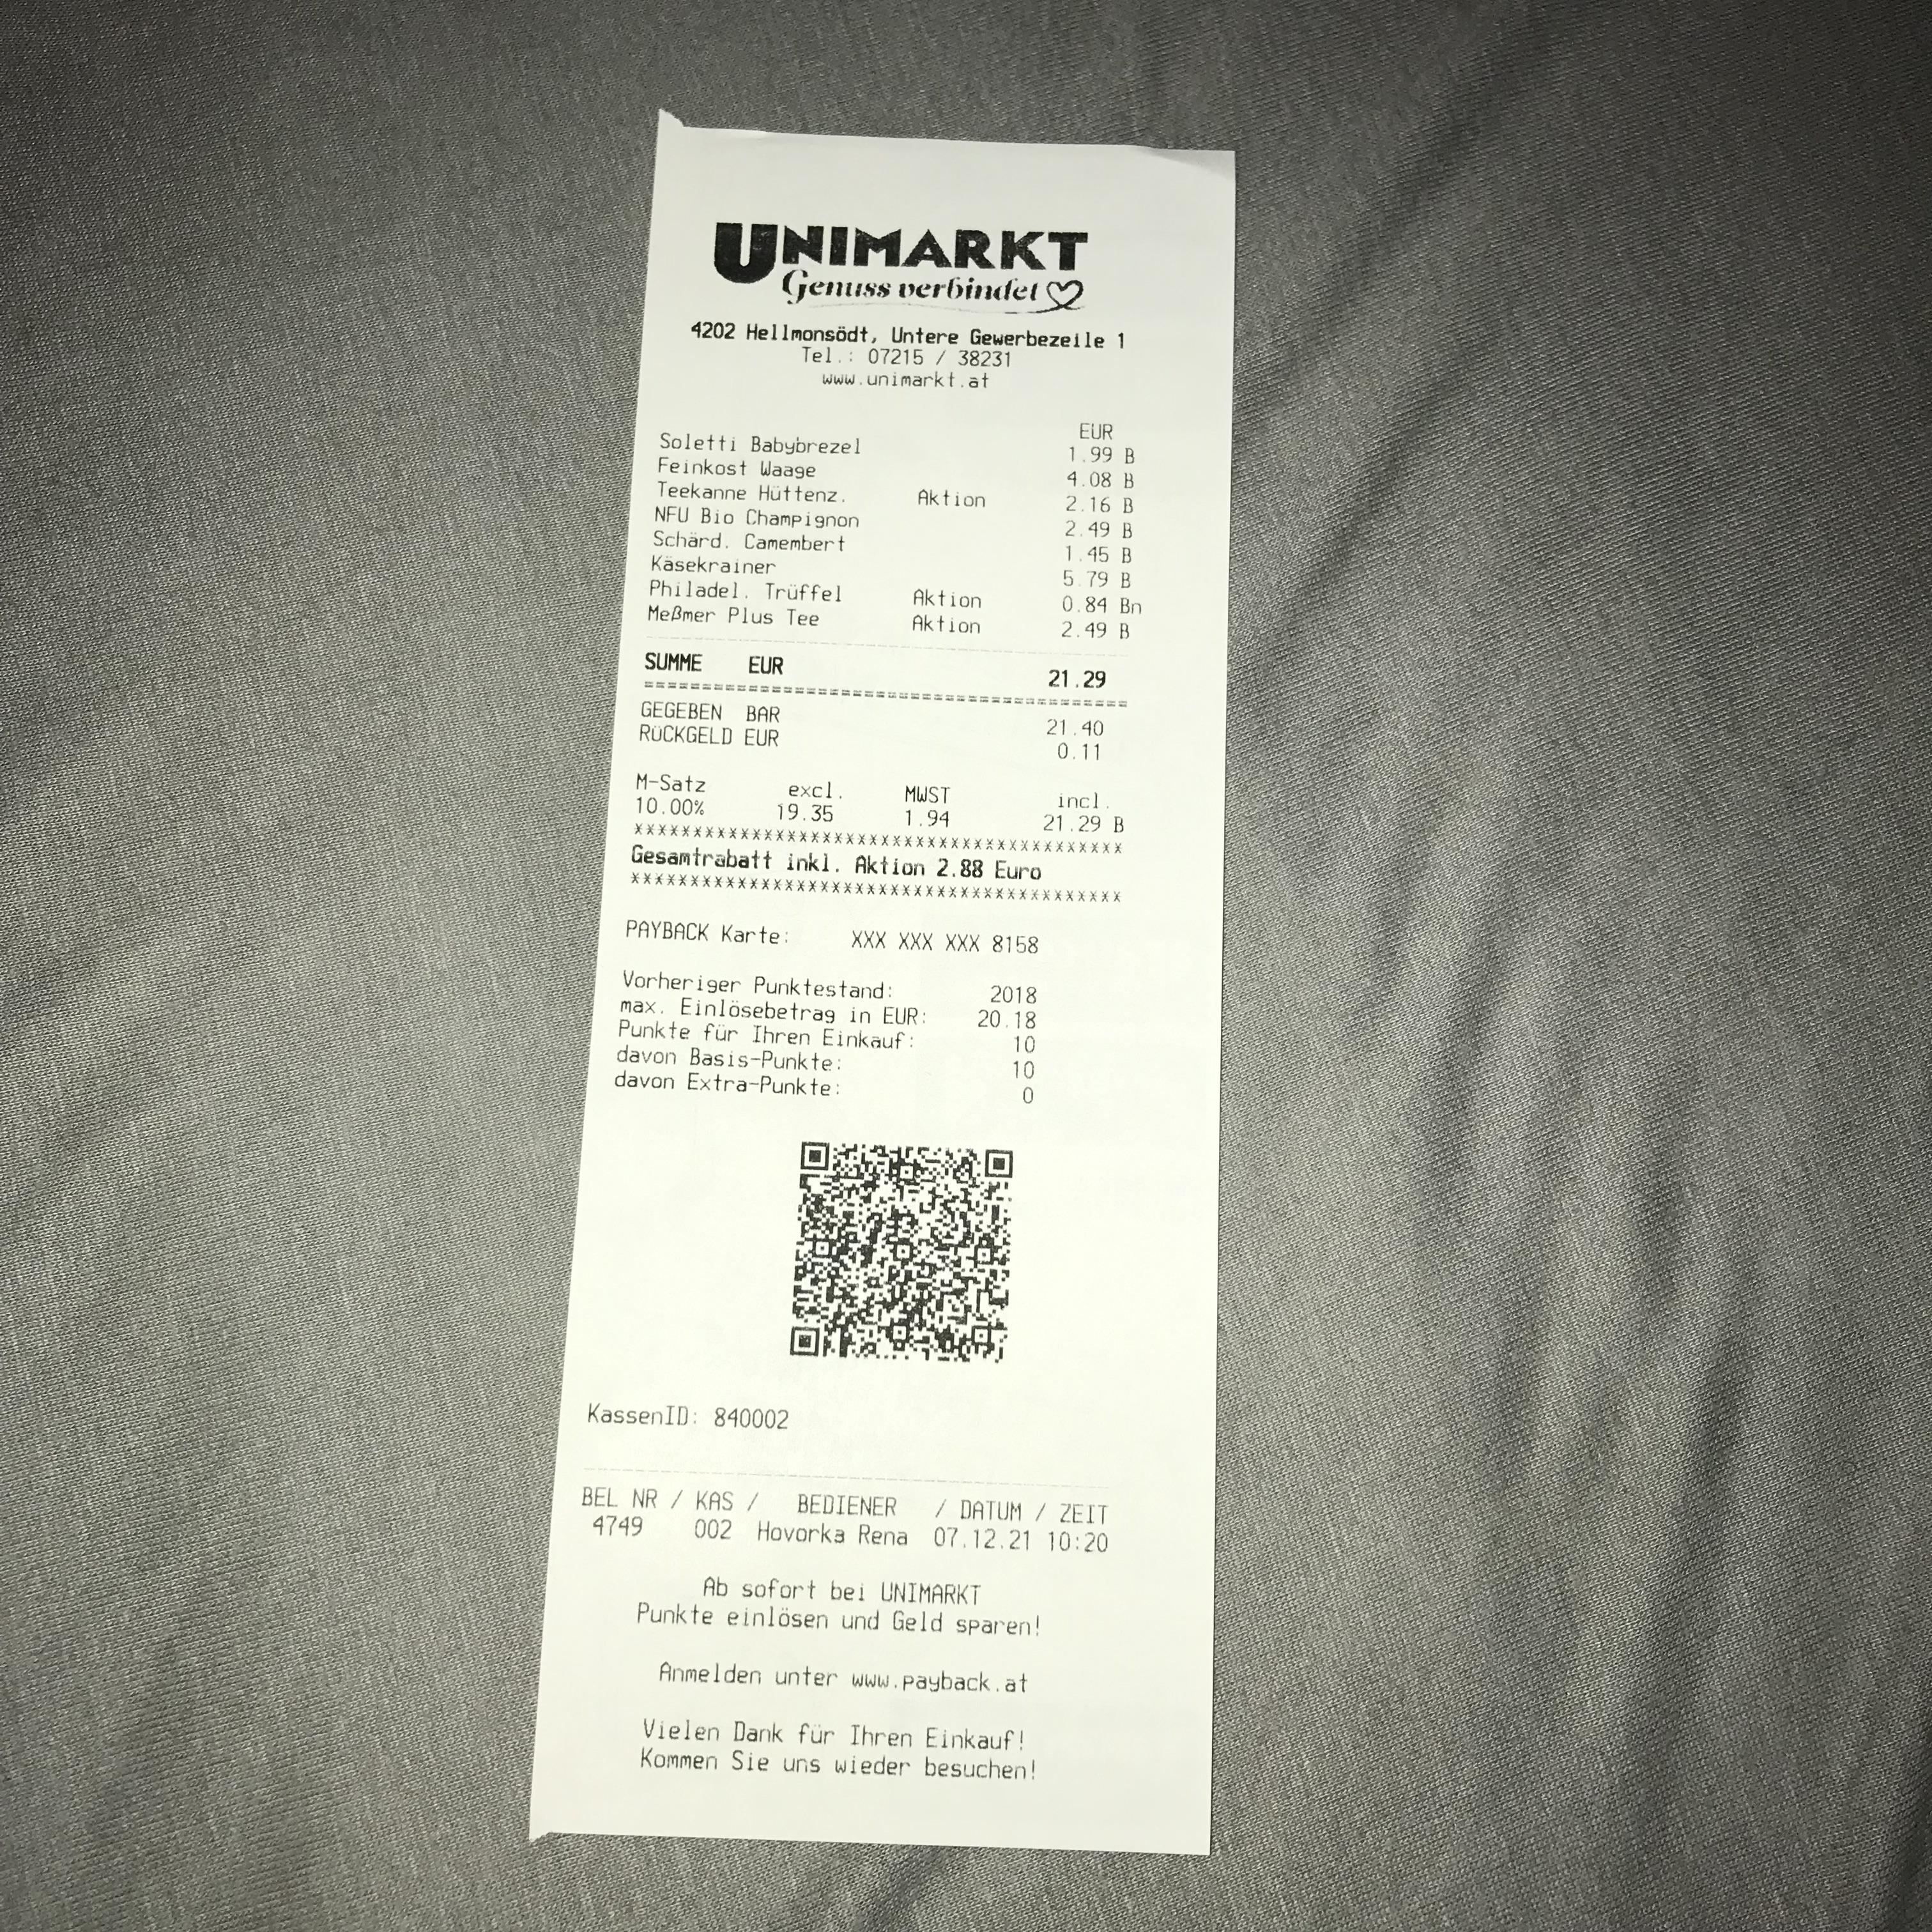 UNIMARKT
Genuss verbindet
4202 Hellmonsödt, Untere Gewerbezeile 1
Tel.: 07215 / 38231
www.unimarkt.at
EUR
Soletti Babybrezel 1.99 B
Feinkost Waage 4.08 B
Teekanne Hüttenz. Aktion 2.16 B
NFU Bio Champignon 2.49 B
Schärd. Camembert 1.45 B
Käsekrainer 5.79 B
Philadel. Trüffel Aktion 0.84 Bn
Meßmer Plus Tee Aktion 2.49 B
SUMME EUR 21.29
GEGEBEN BAR 21.40
RÜCKGELD EUR 0.11
M-Satz excl. MWST incl.
10.00% 19.35 1.94 21.29 B
Gesamtrabatt inkl. Aktion 2.88 Euro
PAYBACK Karte: XXX XXX XXX 8158
Vorheriger Punktestand: 2018
max. Einlösebetrag in EUR: 20.18
Punkte für Ihren Einkauf: 10
davon Basis-Punkte: 10
davon Extra-Punkte: 0
KassenID: 840002
BEL NR / KAS / BEDIENER / DATUM / ZEIT
4749 002 Hovorka Rena 07.12.21 10:20
Ab sofort bei UNIMARKT
Punkte einlösen und Geld sparen!
Anmelden unter www.payback.at
Vielen Dank für Ihren Einkauf!
Kommen Sie uns wieder besuchen!